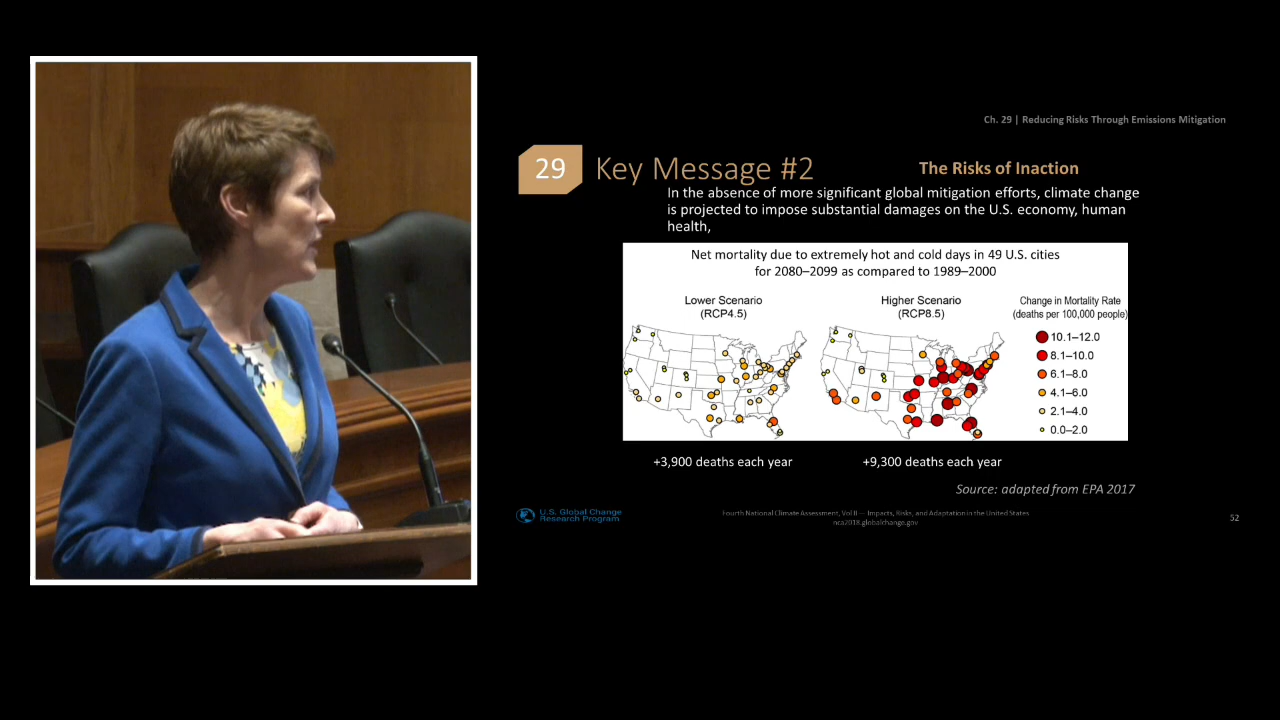 Ch. 29 | Reducing Risks Through Emissions Mitigation
29
Key Message #2
The Risks of Inaction
In the absence of more significant global mitigation efforts, climate change
is projected to impose substantial damages on the U.S. economy, human
health,
Net mortality due to extremely hot and cold days in 49 U.S. cities
for 2080–2099 as compared to 1989–2000
Lower Scenario
(RCP4.5)
Higher Scenario
(RCP8.5)
Change in Mortality Rate
(deaths per 100,000 people)
10.1–12.0
8.1–10.0
6.1–8.0
4.1–6.0
2.1–4.0
0.0–2.0
+3,900 deaths each year
+9,300 deaths each year
Source: adapted from EPA 2017
U.S. Global Change
Research Program
Fourth National Climate Assessment, Vol II — Impacts, Risks, and Adaptation in the United States
nca2018.globalchange.gov
52